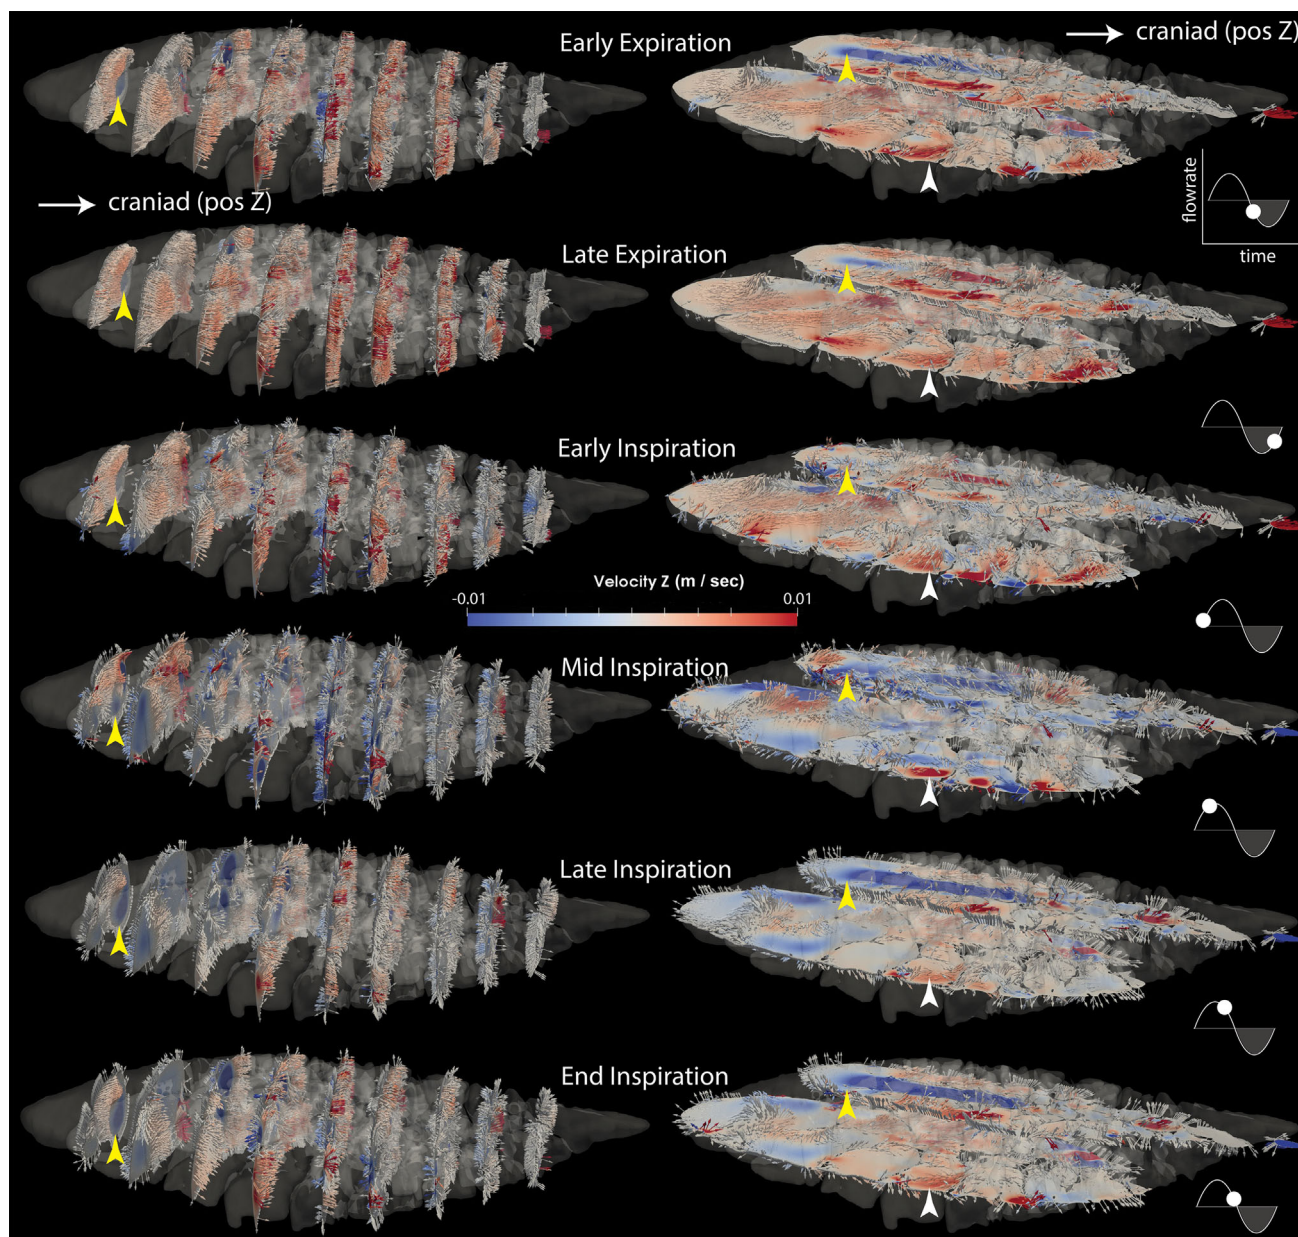 Early Expiration
craniad (pos Z)
flowrate
time
craniad (pos Z)
Late Expiration
Early Inspiration
Velocity Z (m / sec)
-0.01
0.01
Mid Inspiration
Late Inspiration
End Inspiration